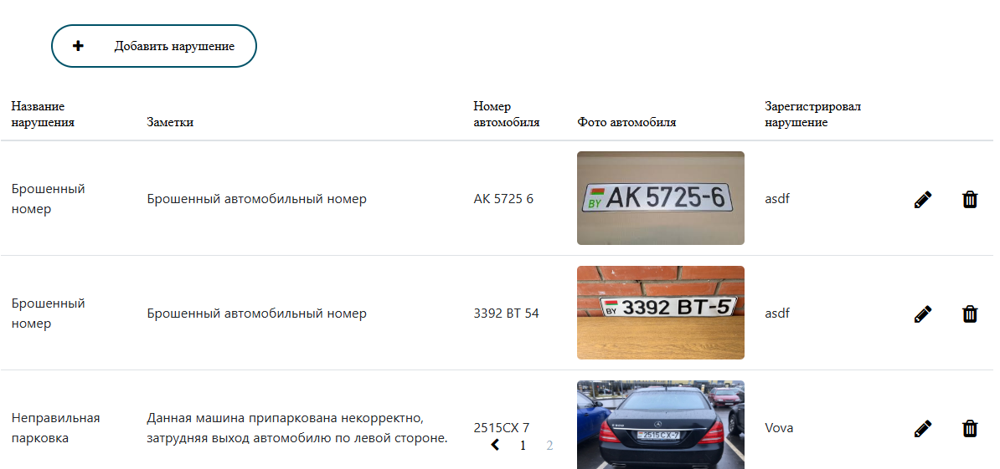 Добавить нарушение
Название
нарушения
Заметки
Номер
автомобиля
Фото автомобиля
Зарегистрировал
нарушение
Брошенный
номер
Брошенный автомобильный номер
AK 5725 6
BY AK 5725-6
asdf
Брошенный
номер
Брошенный автомобильный номер
3392 BT 54
BY 3392 BT-5
asdf
Неправильная
парковка
Данная машина припаркована некорректно,
затрудняя выход автомобилю по левой стороне.
2515CX 7
2515 CX-7
Vova
1 2